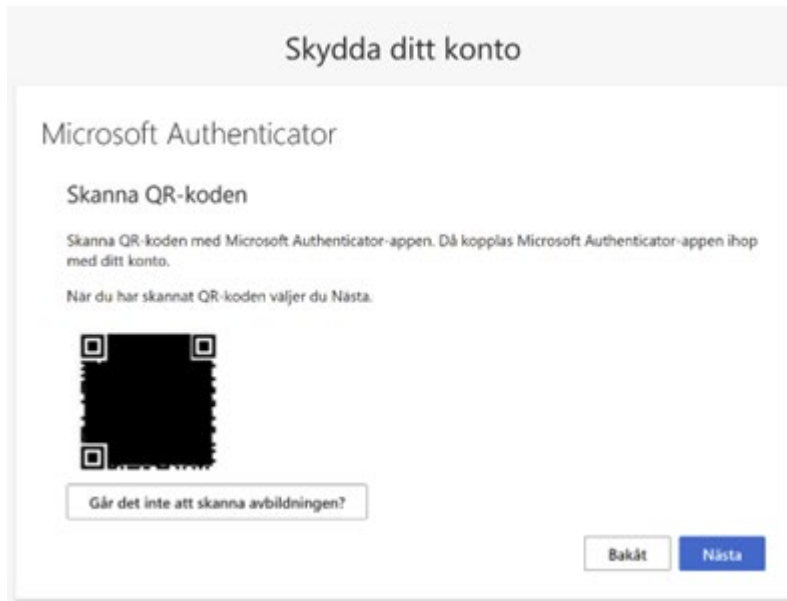 Skydda ditt konto
Microsoft Authenticator
Skanna QR-koden
Skanna QR-koden med Microsoft Authenticator-appen. Då kopplas Microsoft Authenticator-appen ihop
med ditt konto.
När du har skannat QR-koden väljer du Nästa.
Går det inte att skanna avbildningen?
Bakåt
Nästa